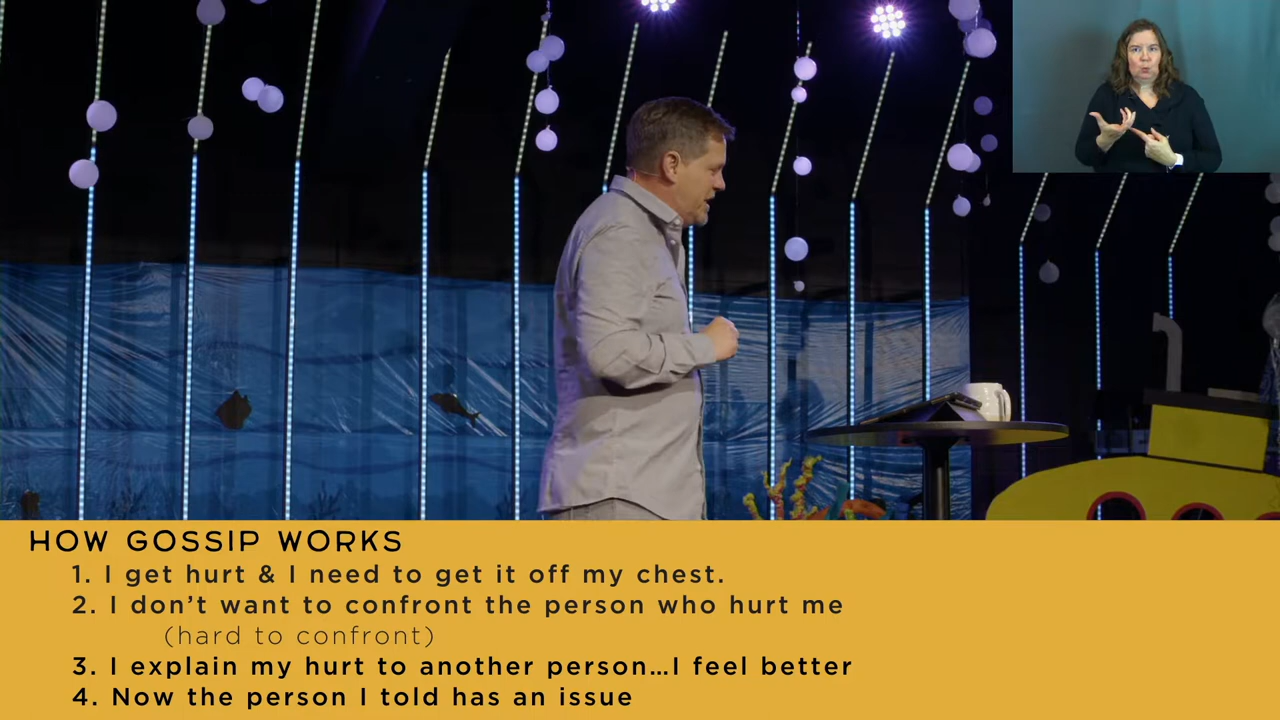 HOW GOSSIP WORKS
1. I get hurt & I need to get it off my chest.
2. I don’t want to confront the person who hurt me
(hard to confront)
3. I explain my hurt to another person...I feel better
4. Now the person I told has an issue